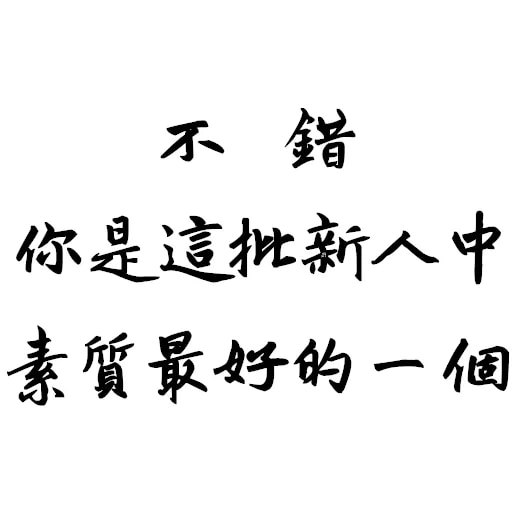 不錯
你是這批新人中
素質最好的一個